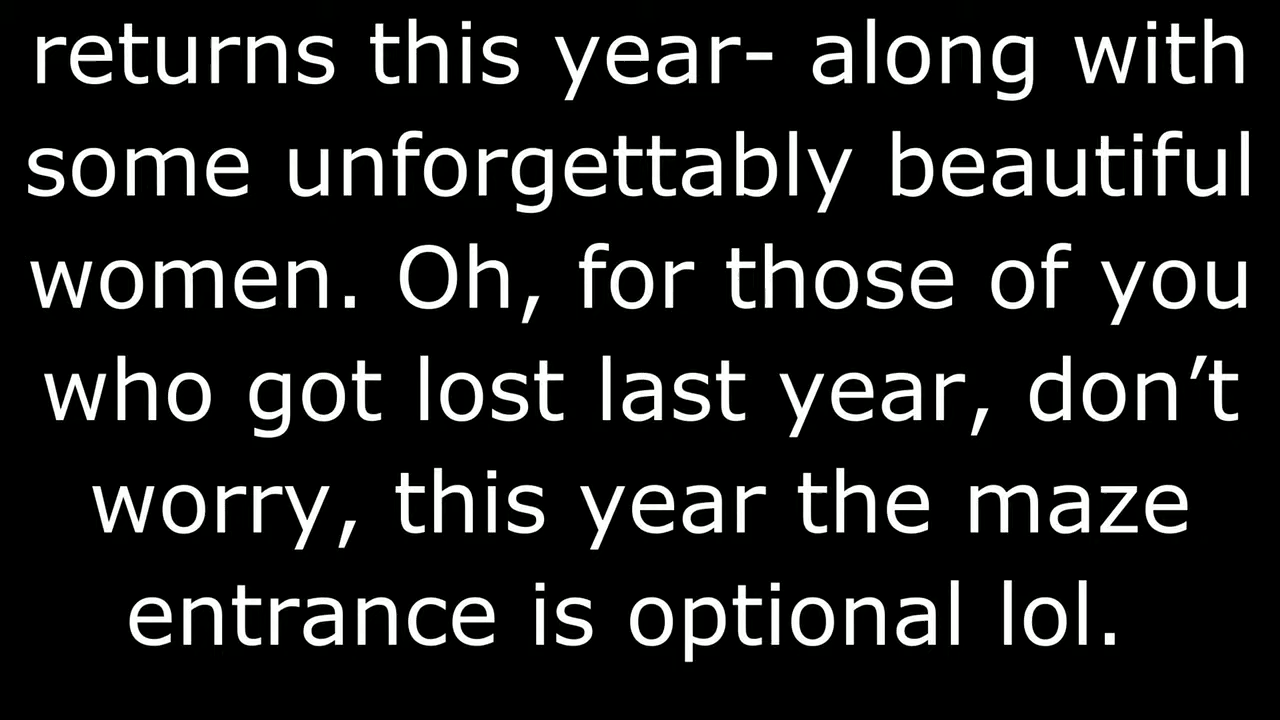 returns this year- along with
some unforgettably beautiful
women. Oh, for those of you
who got lost last year, don’t
worry, this year the maze
entrance is optional lol.